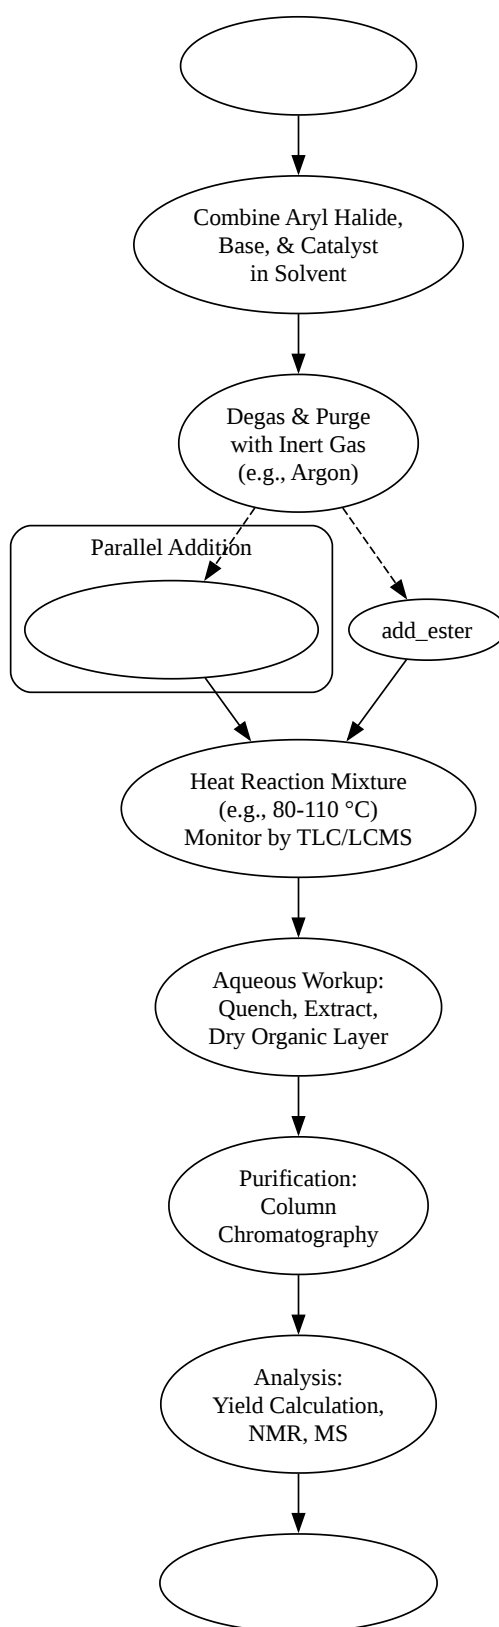 Combine Aryl Halide,
Base, & Catalyst
in Solvent
Degas & Purge
with Inert Gas
(e.g., Argon)
Parallel Addition
add_ester
Heat Reaction Mixture
(e.g., 80-110 °C)
Monitor by TLC/LCMS
Aqueous Workup:
Quench, Extract,
Dry Organic Layer
Purification:
Column
Chromatography
Analysis:
Yield Calculation,
NMR, MS